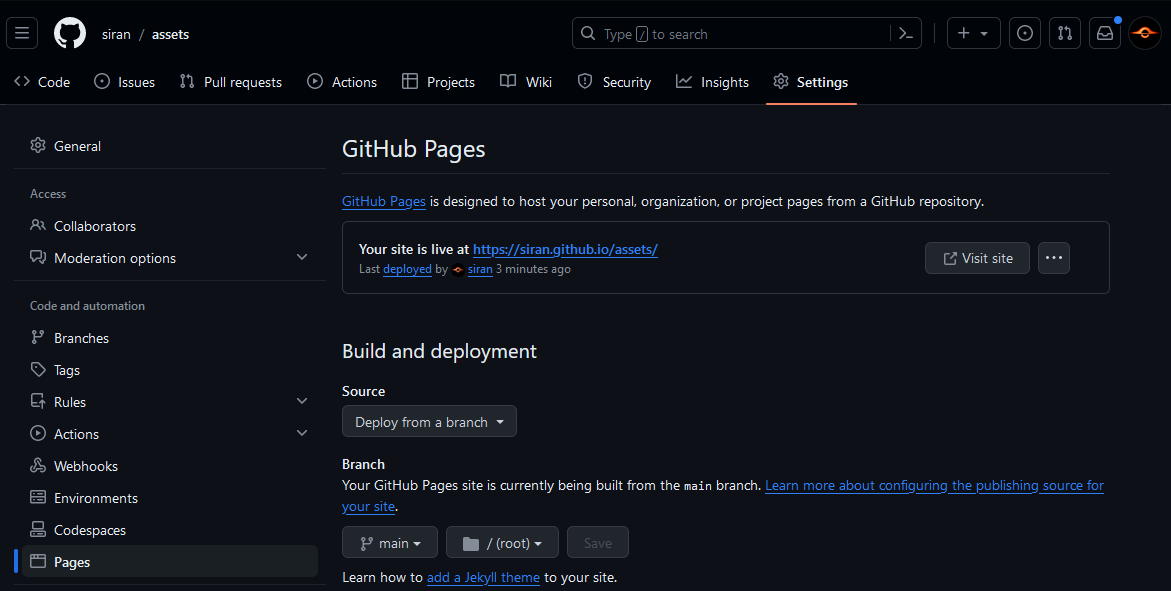 siran / assets
Type / to search
Code
Issues
Pull requests
Actions
Projects
Wiki
Security
Insights
Settings
General
Access
Collaborators
Moderation options
Code and automation
Branches
Tags
Rules
Actions
Webhooks
Environments
Codespaces
Pages
GitHub Pages
GitHub Pages is designed to host your personal, organization, or project pages from a GitHub repository.
Your site is live at https://siran.github.io/assets/
Last deployed by siran 3 minutes ago
Visit site
Build and deployment
Source
Deploy from a branch
Branch
Your GitHub Pages site is currently being built from the main branch. Learn more about configuring the publishing source for
your site.
main
/ (root)
Save
Learn how to add a Jekyll theme to your site.